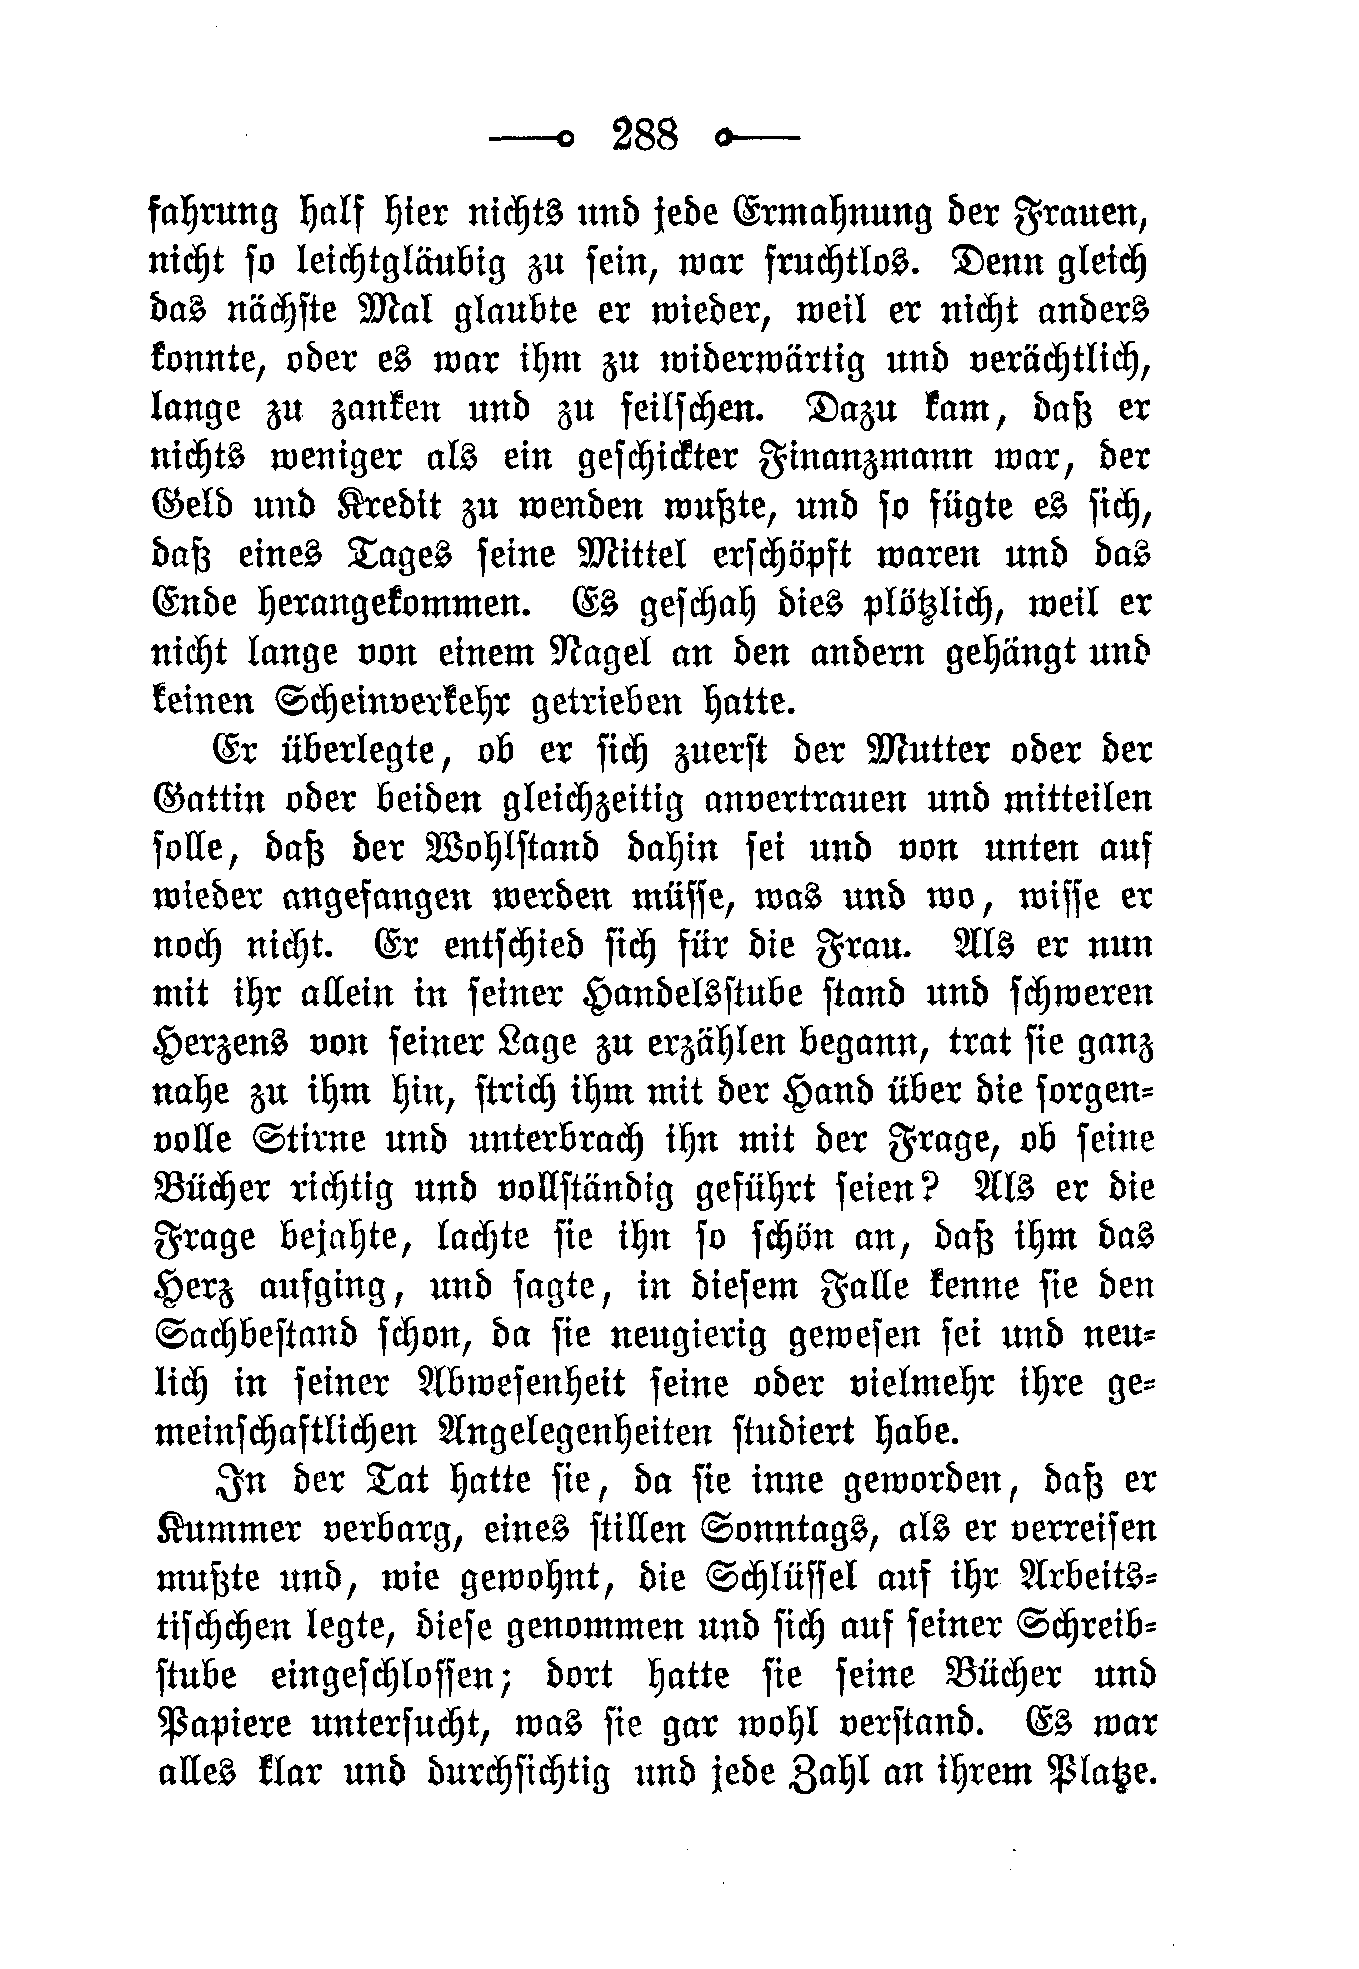 288
fahrung half hier nichts und jede Ermahnung der Frauen,
nicht so leichtgläubig zu sein, war fruchtlos. Denn gleich
das nächste Mal glaubte er wieder, weil er nicht anders
konnte, oder es war ihm zu widerwärtig und verächtlich,
lange zu zanken und zu feilschen. Dazu kam, daß er
nichts weniger als ein geschickter Finanzmann war, der
Geld und Kredit zu wenden wußte, und so fügte es sich,
daß eines Tages seine Mittel erschöpft waren und das
Ende herangekommen. Es geschah dies plötzlich, weil er
nicht lange von einem Nagel an den andern gehängt und
keinen Scheinverkehr getrieben hatte.
Er überlegte, ob er sich zuerst der Mutter oder der
Gattin oder beiden gleichzeitig anvertrauen und mitteilen
solle, daß der Wohlstand dahin sei und von unten auf
wieder angefangen werden müsse, was und wo, wisse er
noch nicht. Er entschied sich für die Frau. Als er nun
mit ihr allein in seiner Handelsstube stand und schweren
Herzens von seiner Lage zu erzählen begann, trat sie ganz
nahe zu ihm hin, strich ihm mit der Hand über die sorgen-
volle Stirne und unterbrach ihn mit der Frage, ob seine
Bücher richtig und vollständig geführt seien? Als er die
Frage bejahte, lachte sie ihn so schön an, daß ihm das
Herz aufging, und sagte, in diesem Falle kenne sie den
Sachbestand schon, da sie neugierig gewesen sei und neu-
lich in seiner Abwesenheit seine oder vielmehr ihre ge-
meinschaftlichen Angelegenheiten studiert habe.
In der Tat hatte sie, da sie inne geworden, daß er
Kummer verbarg, eines stillen Sonntags, als er verreisen
mußte und, wie gewohnt, die Schlüssel auf ihr Arbeits-
tischchen legte, diese genommen und sich auf seiner Schreib-
stube eingeschlossen; dort hatte sie seine Bücher und
Papiere untersucht, was sie gar wohl verstand. Es war
alles klar und durchsichtig und jede Zahl an ihrem Platze.